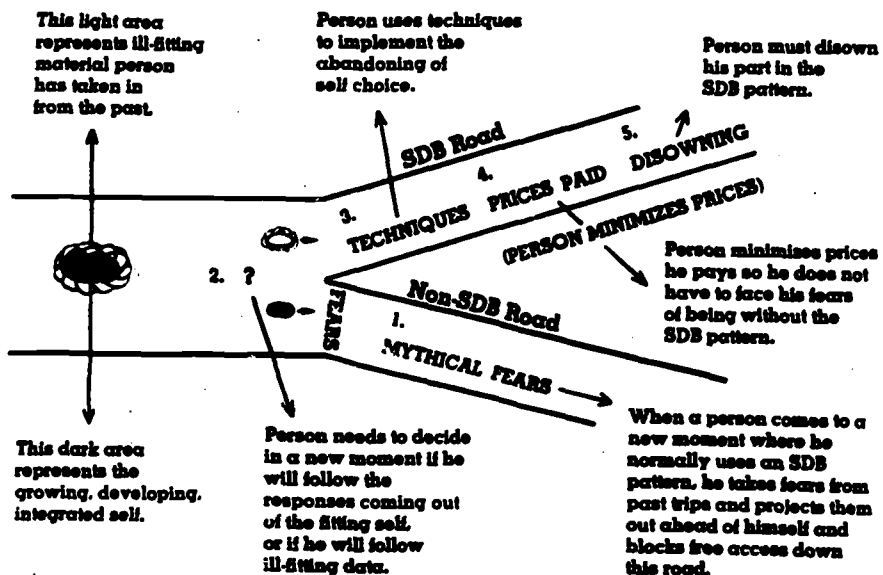 This light area
represents ill-fitting
material person
has taken in
from the past.
Person uses techniques
to implement the
abandoning of
self choice.
Person must disown
his part in the
SDB pattern.
SDB Road
3.
TECHNIQUES
4.
PRICES PAID
5.
DISOWNING
(PERSON MINIMIZES PRICES)
Person minimises prices
he pays so he does not
have to face his fears
of being without the
SDB pattern.
2. ?
FEARS
Non-SDB Road
1.
MYTHICAL FEARS
This dark area
represents the
growing, developing,
integrated self.
Person needs to decide
in a new moment if he
will follow the
responses coming out
of the fitting self,
or if he will follow
ill-fitting data.
When a person comes to a
new moment where he
normally uses an SDB
pattern, he takes fears from
past trips and projects them
out ahead of himself and
blocks free access down
this road.